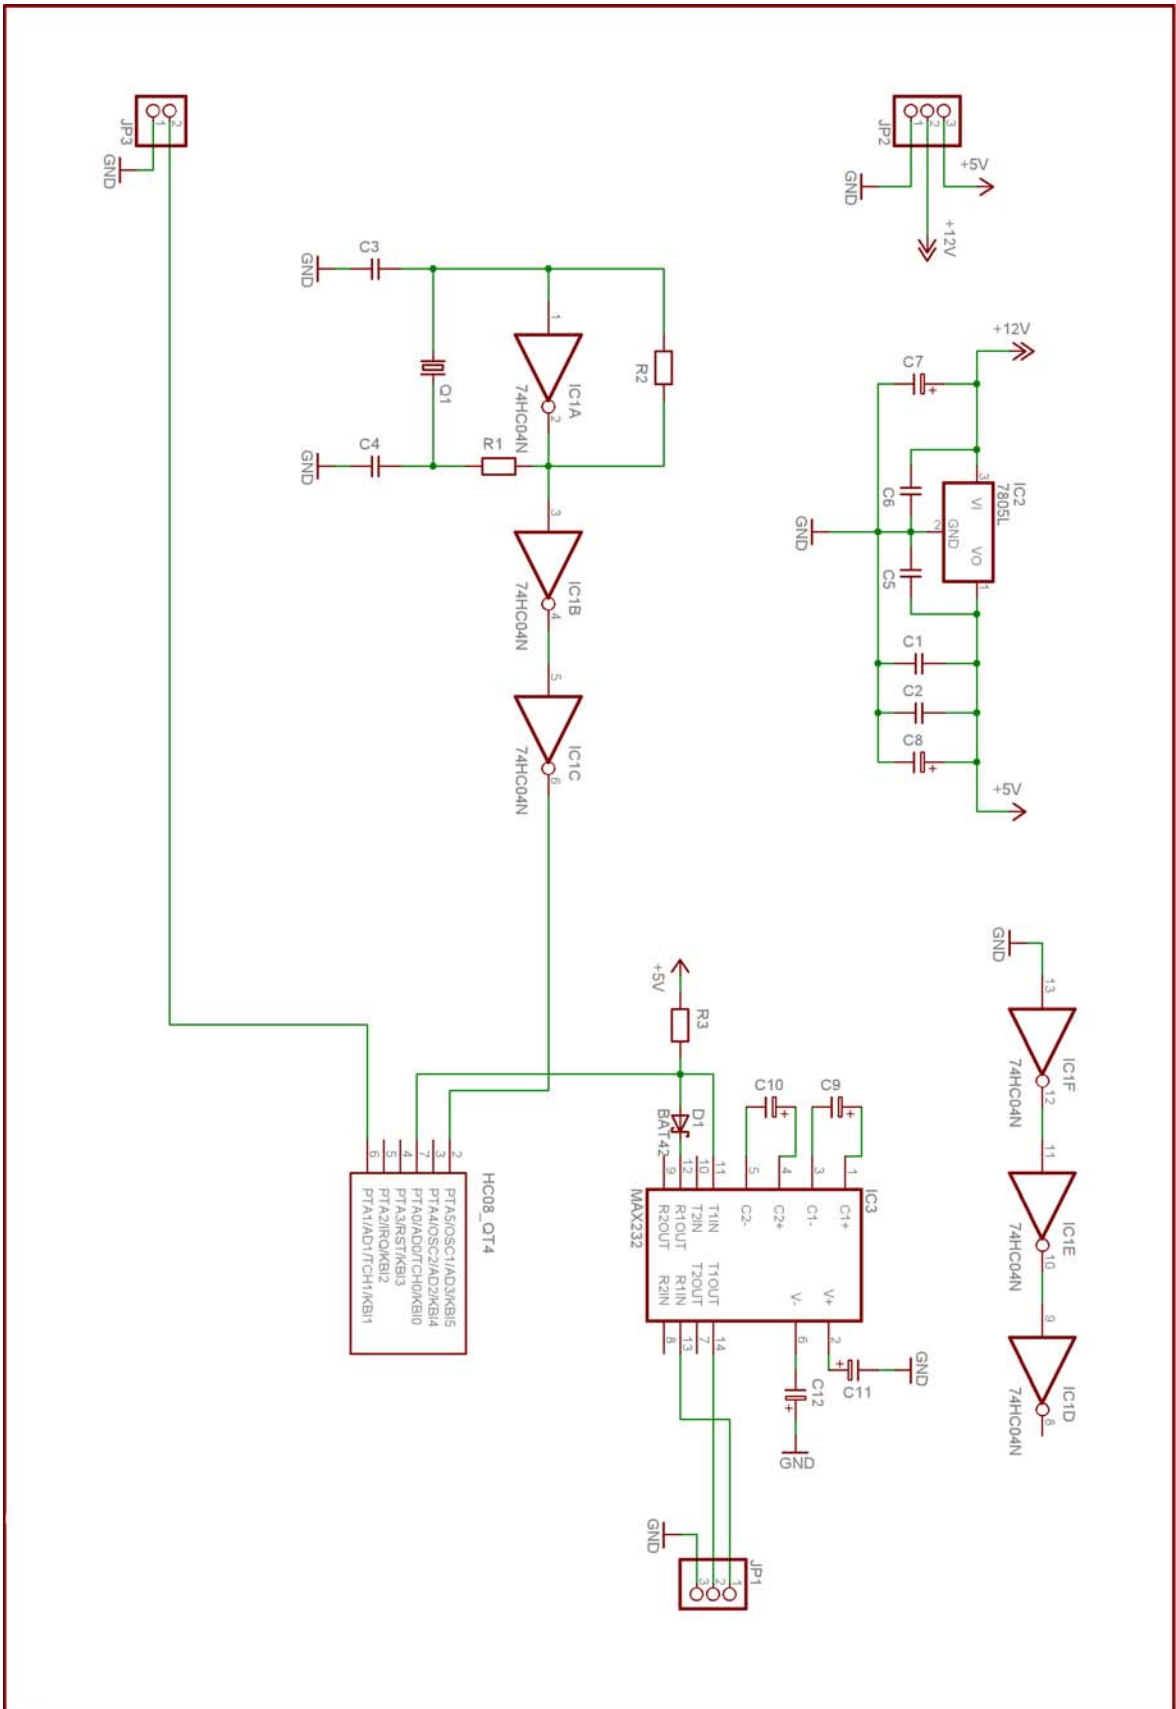 JP3
1
2
GND
JP2
1
2
3
GND
+5V
+12V
C3
GND
Q1
C4
GND
R1
R2
1
IC1A
74HC04N
2
3
IC1B
74HC04N
4
5
IC1C
74HC04N
6
+12V
C7
C6
C5
GND
IC2
7805L
3
VI
2
GND
VO
1
C1
C2
C8
+5V
GND
13
IC1F
74HC04N
12
11
IC1E
74HC04N
10
9
IC1D
74HC04N
8
+5V
R3
D1
BAT42
C10
C9
IC3
MAX232
1
C1+
3
C1-
4
C2+
5
C2-
11
T1IN
10
T2IN
12
R1OUT
9
R2OUT
V+
2
V-
6
T1OUT
14
T2OUT
7
R1IN
13
R2IN
8
C11
GND
C12
GND
HC08_QT4
2
PTA5/OSC1/AD3/KBI5
3
PTA4/OSC2/AD2/KBI4
7
PTA0/AD0/TCH0/KBI0
4
PTA3/RST/KBI3
5
PTA2/IRQ/KBI2
6
PTA1/AD1/TCH1/KBI1
GND
JP1
1
2
3